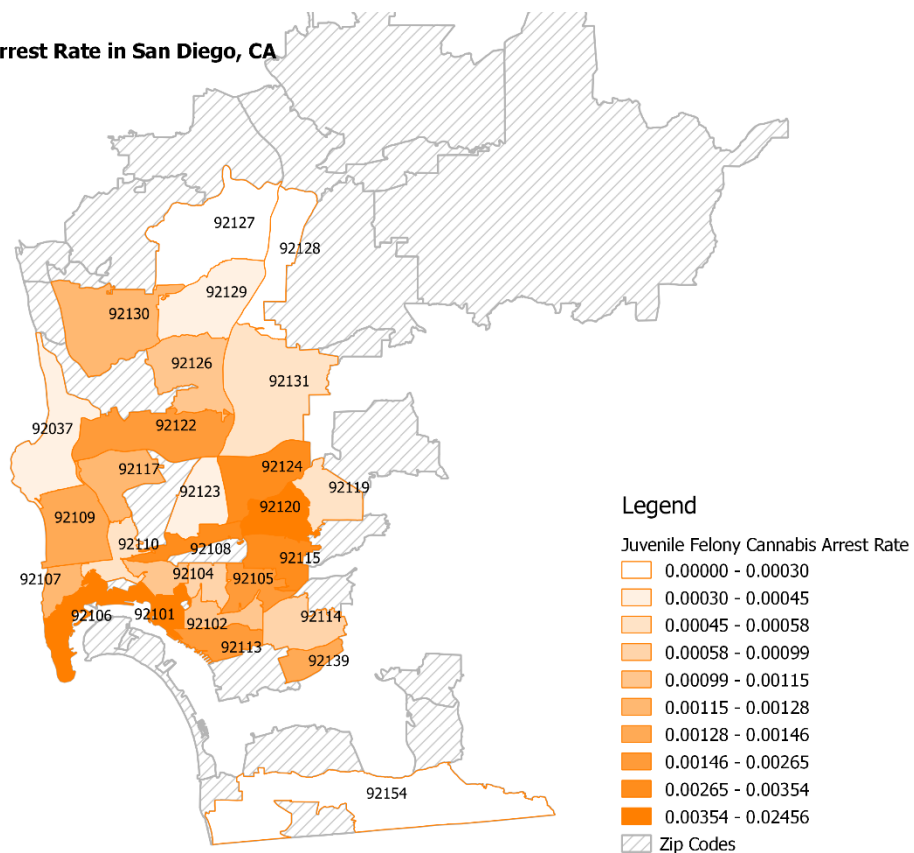 rrest Rate in San Diego, CA
92127
92128
92129
92130
92126
92131
92037
92122
92117
92124
92123
92119
92120
92109
92110
92108
92115
92107
92104
92105
92106
92101
92102
92114
92113
92139
92154
Legend
Juvenile Felony Cannabis Arrest Rate
0.00000 - 0.00030
0.00030 - 0.00045
0.00045 - 0.00058
0.00058 - 0.00099
0.00099 - 0.00115
0.00115 - 0.00128
0.00128 - 0.00146
0.00146 - 0.00265
0.00265 - 0.00354
0.00354 - 0.02456
Zip Codes